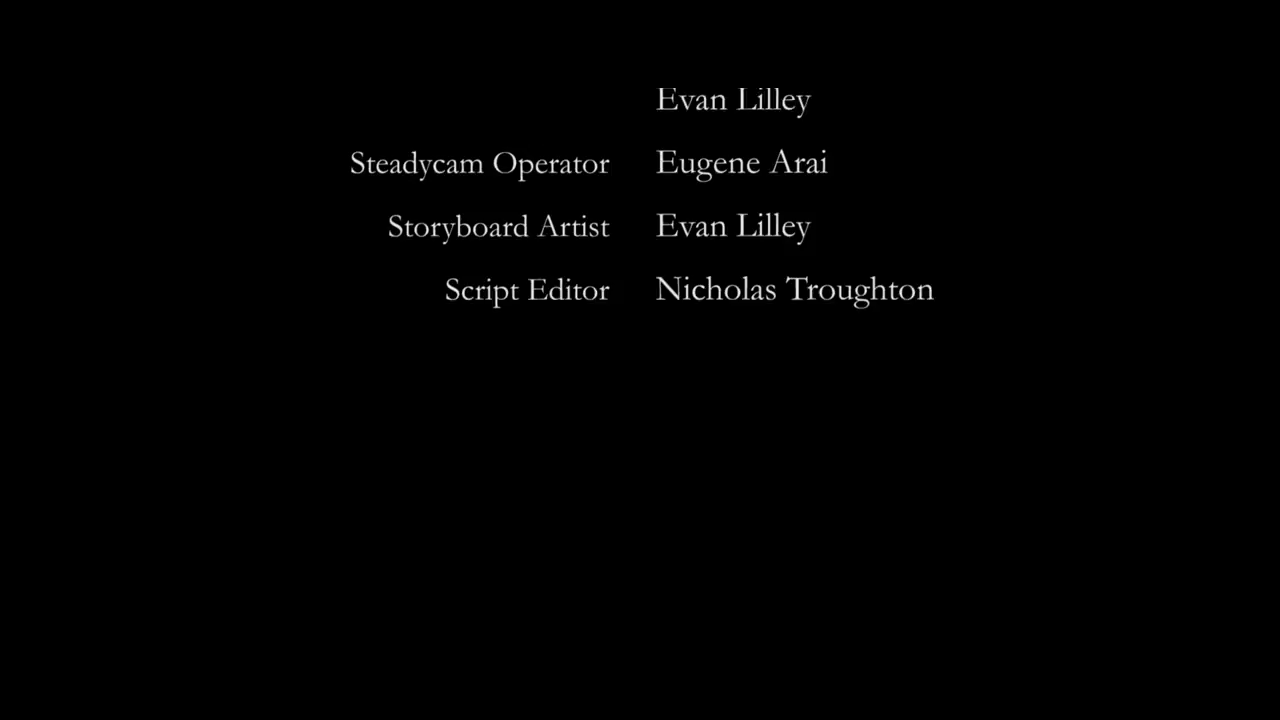 Evan Lilley
Steadycam Operator Eugene Arai
Storyboard Artist Evan Lilley
Script Editor Nicholas Troughton